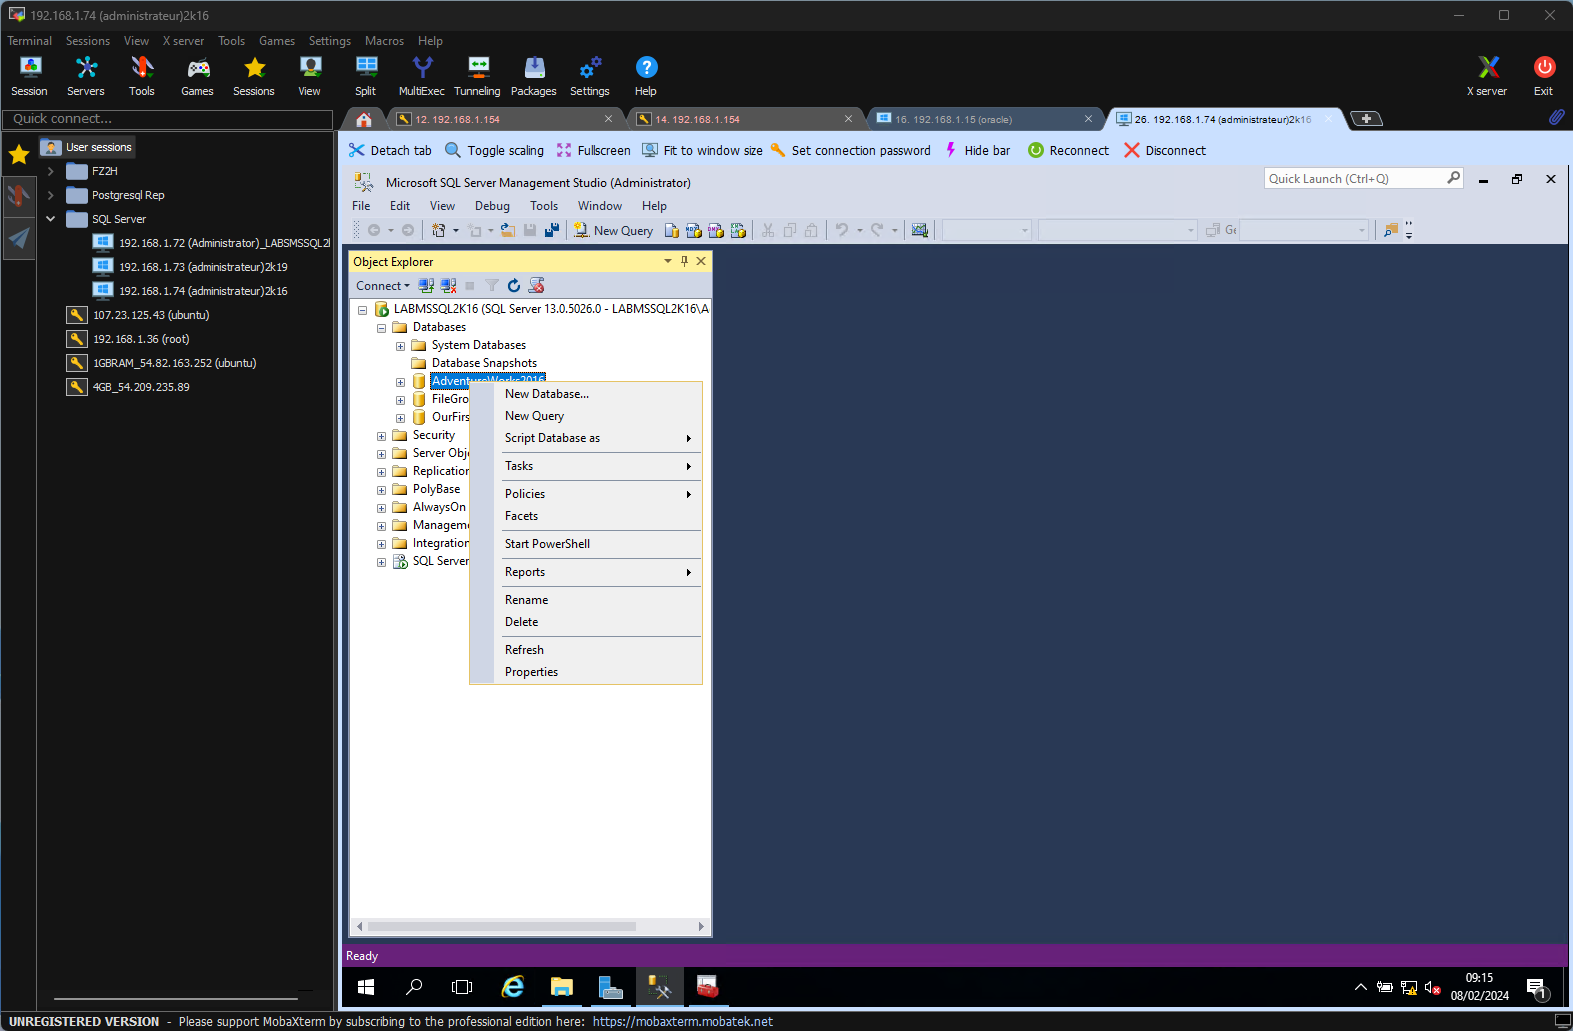 192.168.1.74 (administrateur)2k16
Terminal Sessions View X server Tools Games Settings Macros Help
Session Servers Tools Games Sessions View Split MultiExec Tunneling Packages Settings Help X server Exit
Quick connect...
12. 192.168.1.154
14. 192.168.1.154
16. 192.168.1.15 (oracle)
26. 192.168.1.74 (administrateur)2k16
User sessions
FZ2H
Postgresql Rep
SQL Server
192.168.1.72 (Administrator)_LABSMSSQL2
192.168.1.73 (administrateur)2k19
192.168.1.74 (administrateur)2k16
107.23.125.43 (ubuntu)
192.168.1.36 (root)
1GBRAM_54.82.163.252 (ubuntu)
4GB_54.209.235.89
Detach tab Toggle scaling Fullscreen Fit to window size Set connection password Hide bar Reconnect Disconnect
Microsoft SQL Server Management Studio (Administrator)
Quick Launch (Ctrl+Q)
File Edit View Debug Tools Window Help
New Query
Object Explorer
Connect
LABMSSQL2K16 (SQL Server 13.0.5026.0 - LABMSSQL2K16\A
Databases
System Databases
Database Snapshots
AdventureWorks2016
FileGro
OurFirs
Security
Server Obj
Replication
PolyBase
AlwaysOn
Manageme
Integration
SQL Server
New Database...
New Query
Script Database as
Tasks
Policies
Facets
Start PowerShell
Reports
Rename
Delete
Refresh
Properties
Ready
09:15
08/02/2024
1
UNREGISTERED VERSION - Please support MobaXterm by subscribing to the professional edition here: https://mobaxterm.mobatek.net